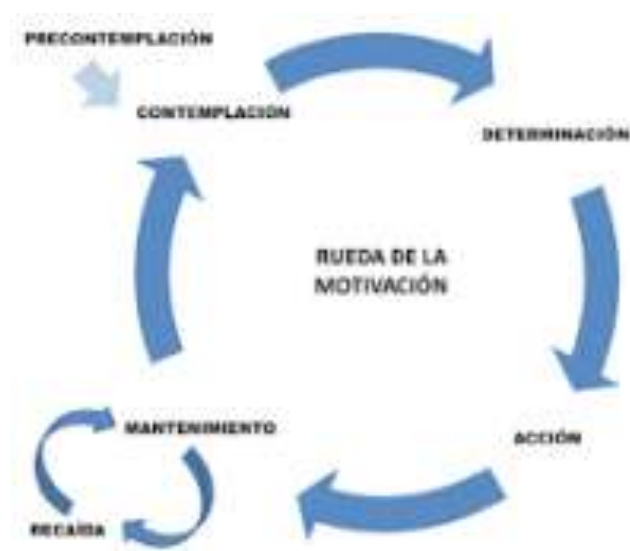 PRECONTEMPLACIÓN
CONTEMPLACIÓN
DETERMINACIÓN
RUEDA DE LA
MOTIVACIÓN
MANTENIMIENTO
ACCIÓN
RECAÍDA